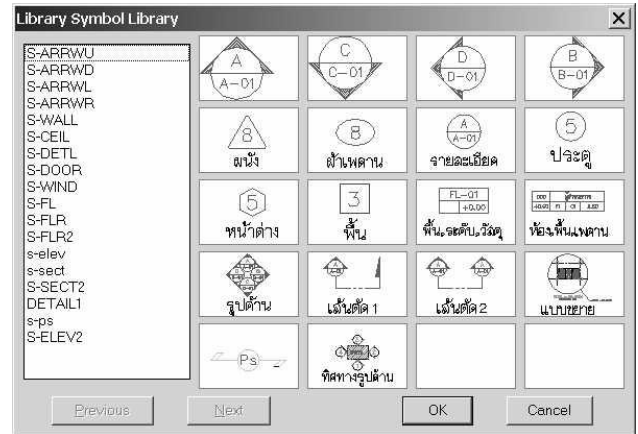 Library Symbol Library
S-ARRWU
S-ARRWD
S-ARRWL
S-ARRWR
S-WALL
S-CEIL
S-DETL
S-DOOR
S-WIND
S-FL
S-FLR
S-FLR2
s-elev
s-sect
S-SECT2
DETAIL1
s-ps
S-ELEV2
A
A-01
C
C-01
D
D-01
B
B-01
8
ผนัง
8
ฝ้าเพดาน
A
A-01
รายละเอียด
5
ประตู
5
หน้าต่าง
3
พื้น
FL-01
+0.00
พื้น,ระดับ,วัสดุ
ห้อง,พื้น,เพดาน
รูปด้าน
เส้นตัด 1
เส้นตัด 2
แบบขยาย
Ps
ทิศทางรูปด้าน
Previous
Next
OK
Cancel